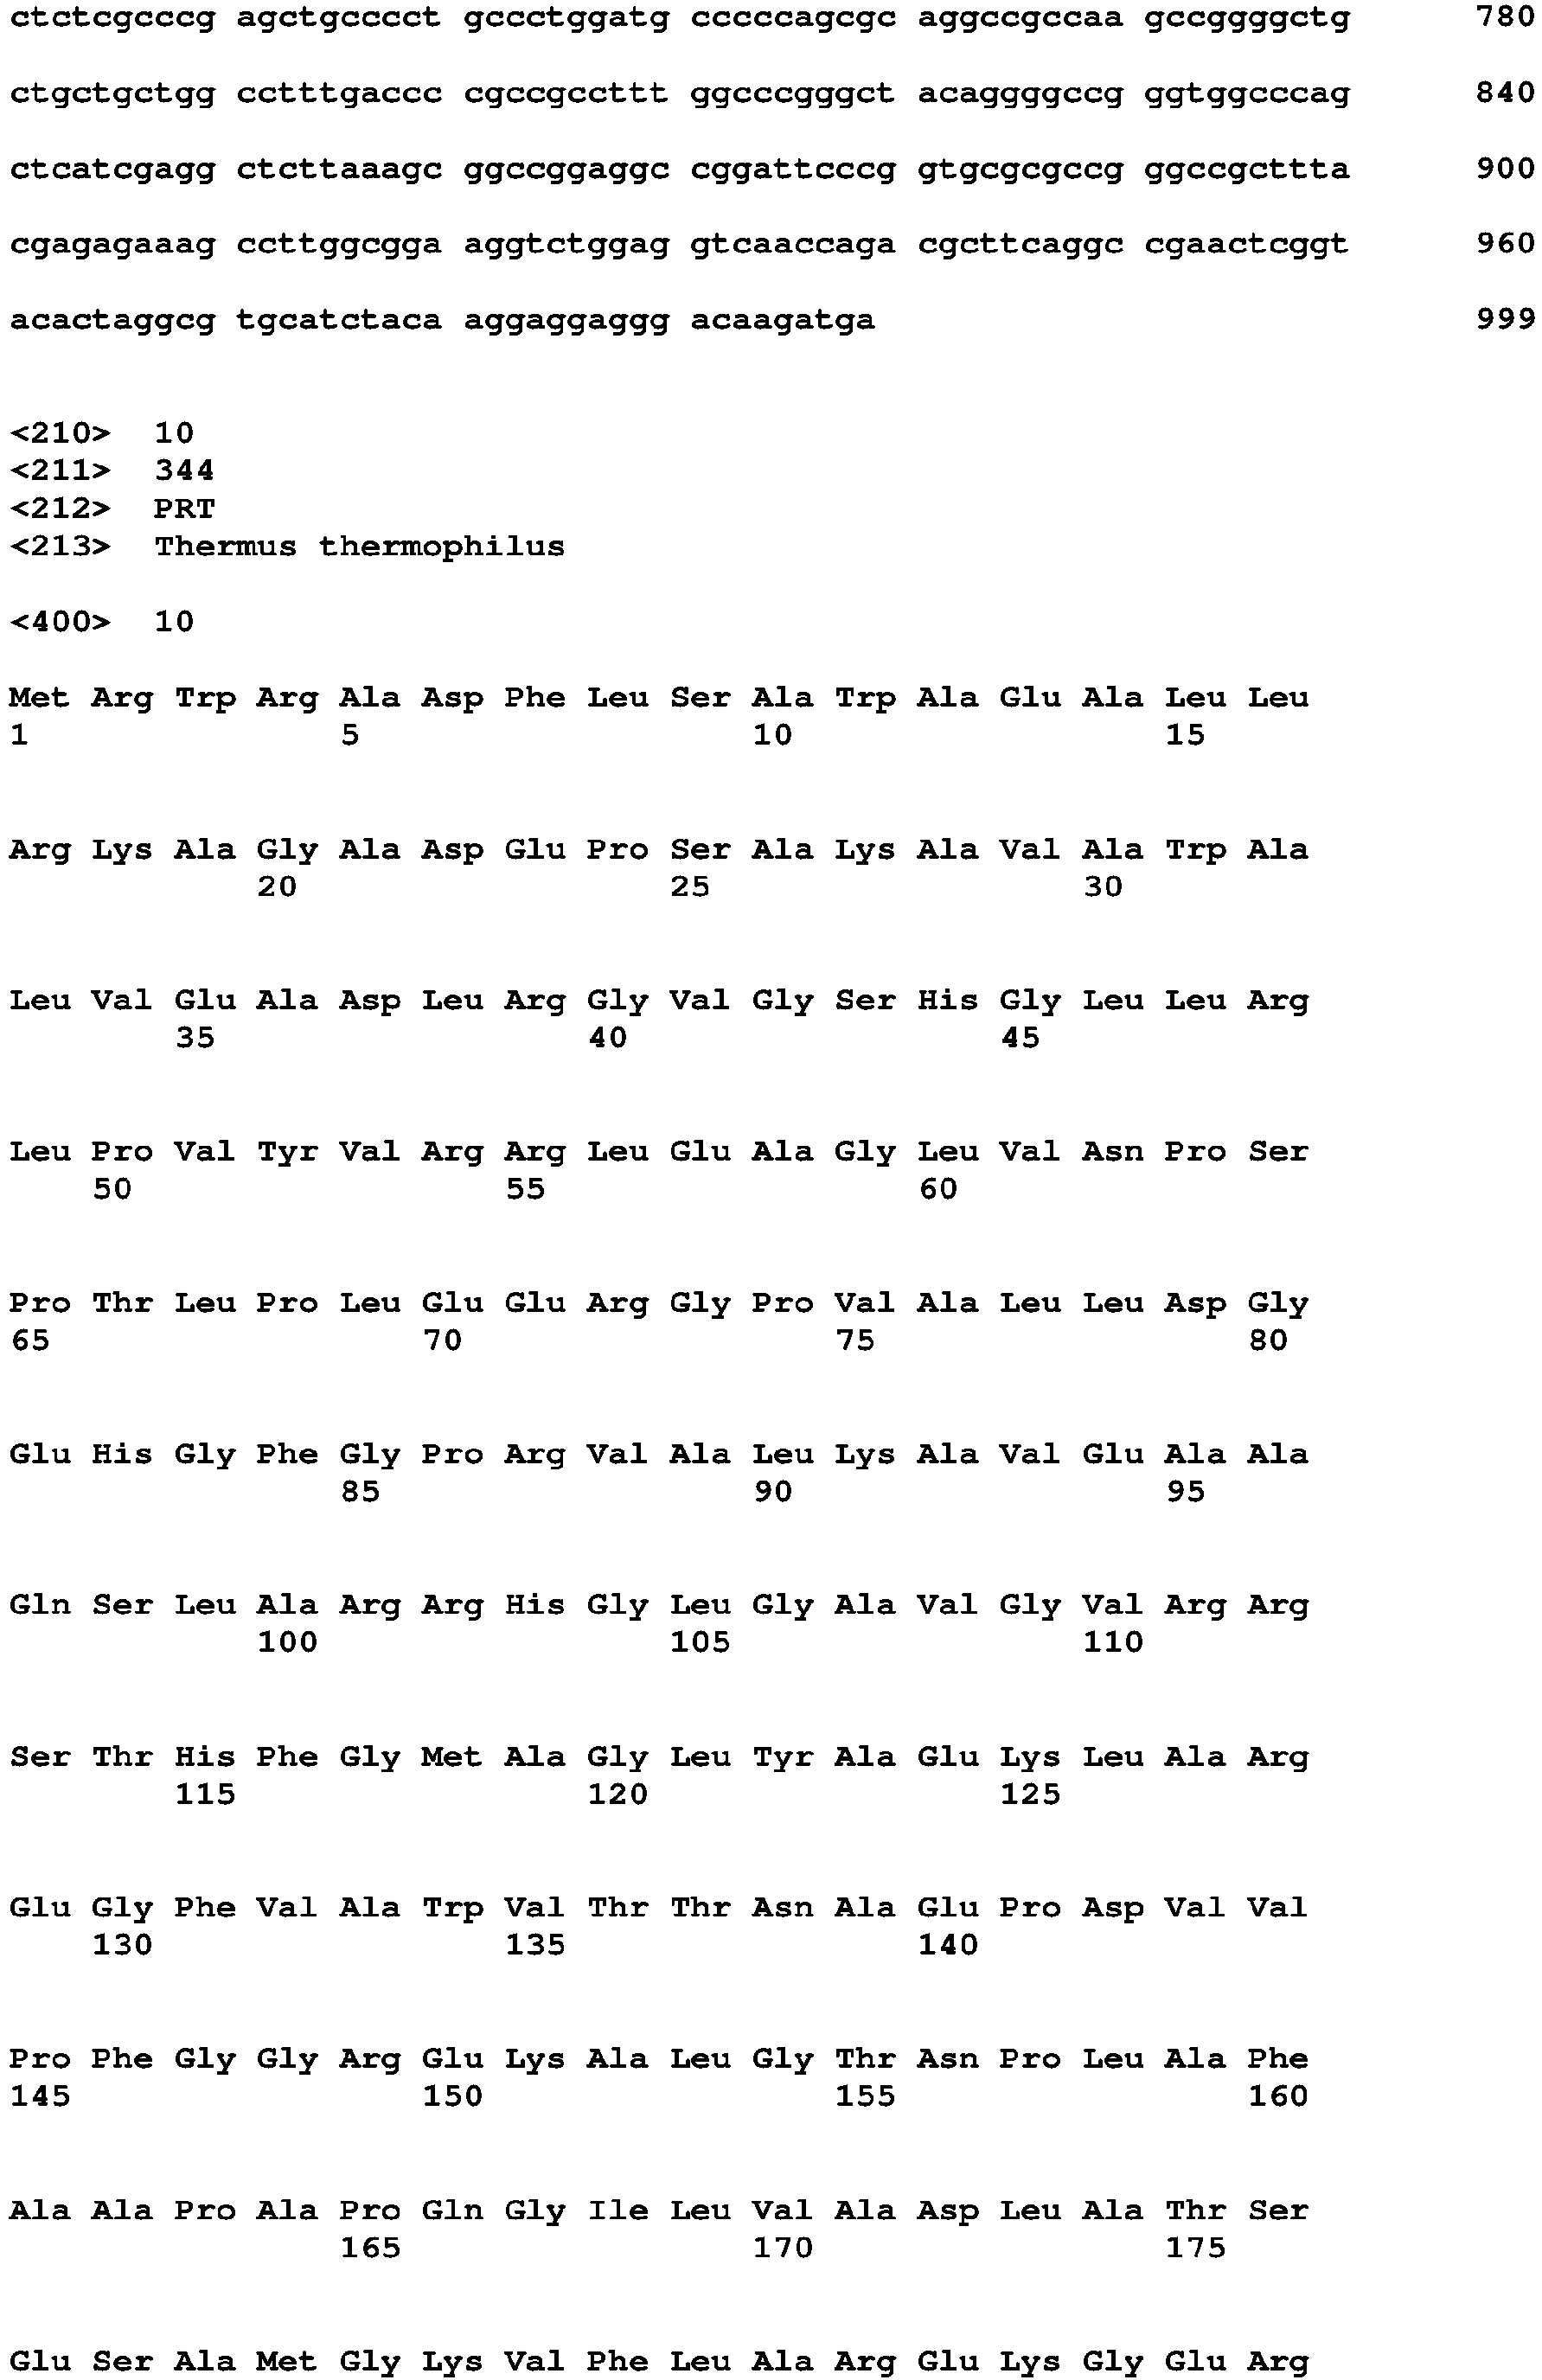 ctctcgcccg agctgcccct gccctggatg cccccagcgc aggccgccaa gccggggctg 780
ctgctgctgg cctttgaccc cgccgccttt ggcccgggct acaggggccg ggtggcccag 840
ctcatcgagg ctcttaaagc ggccggaggc cggattcccg gtgcgcgccg ggccgcttta 900
cgagagaaag ccttggcgga aggtctggag gtcaaccaga cgcttcaggc cgaactcggt 960
acactaggcg tgcatctaca aggaggaggg acaagatga 999
<210> 10
<211> 344
<212> PRT
<213> Thermus thermophilus
<400> 10
Met Arg Trp Arg Ala Asp Phe Leu Ser Ala Trp Ala Glu Ala Leu Leu
1 5 10 15
Arg Lys Ala Gly Ala Asp Glu Pro Ser Ala Lys Ala Val Ala Trp Ala
20 25 30
Leu Val Glu Ala Asp Leu Arg Gly Val Gly Ser His Gly Leu Leu Arg
35 40 45
Leu Pro Val Tyr Val Arg Arg Leu Glu Ala Gly Leu Val Asn Pro Ser
50 55 60
Pro Thr Leu Pro Leu Glu Glu Arg Gly Pro Val Ala Leu Leu Asp Gly
65 70 75 80
Glu His Gly Phe Gly Pro Arg Val Ala Leu Lys Ala Val Glu Ala Ala
85 90 95
Gln Ser Leu Ala Arg Arg His Gly Leu Gly Ala Val Gly Val Arg Arg
100 105 110
Ser Thr His Phe Gly Met Ala Gly Leu Tyr Ala Glu Lys Leu Ala Arg
115 120 125
Glu Gly Phe Val Ala Trp Val Thr Thr Asn Ala Glu Pro Asp Val Val
130 135 140
Pro Phe Gly Gly Arg Glu Lys Ala Leu Gly Thr Asn Pro Leu Ala Phe
145 150 155 160
Ala Ala Pro Ala Pro Gln Gly Ile Leu Val Ala Asp Leu Ala Thr Ser
165 170 175
Glu Ser Ala Met Gly Lys Val Phe Leu Ala Arg Glu Lys Gly Glu Arg